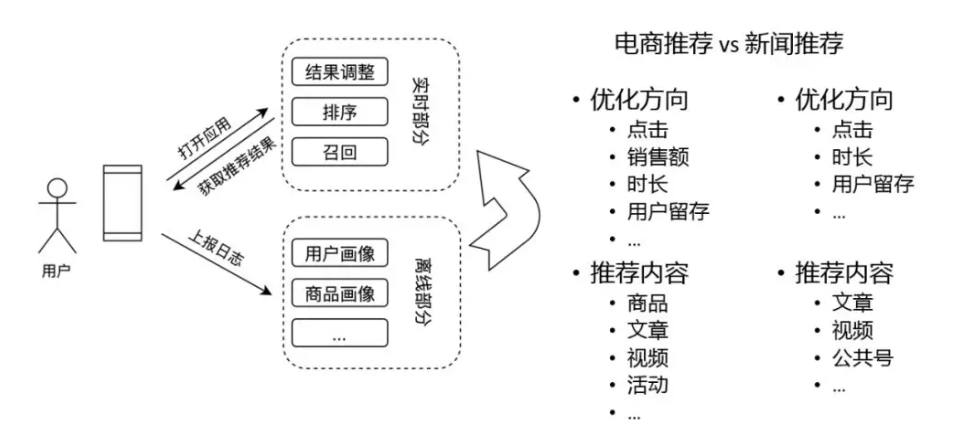 结果调整
排序
召回
实时部分
打开应用
获取推荐结果
用户
上报日志
用户画像
商品画像
...
离线部分
电商推荐 vs 新闻推荐
• 优化方向
• 点击
• 销售额
• 时长
• 用户留存
• ...
• 推荐内容
• 商品
• 文章
• 视频
• 活动
• ...
• 优化方向
• 点击
• 时长
• 用户留存
• ...
• 推荐内容
• 文章
• 视频
• 公共号
• ...